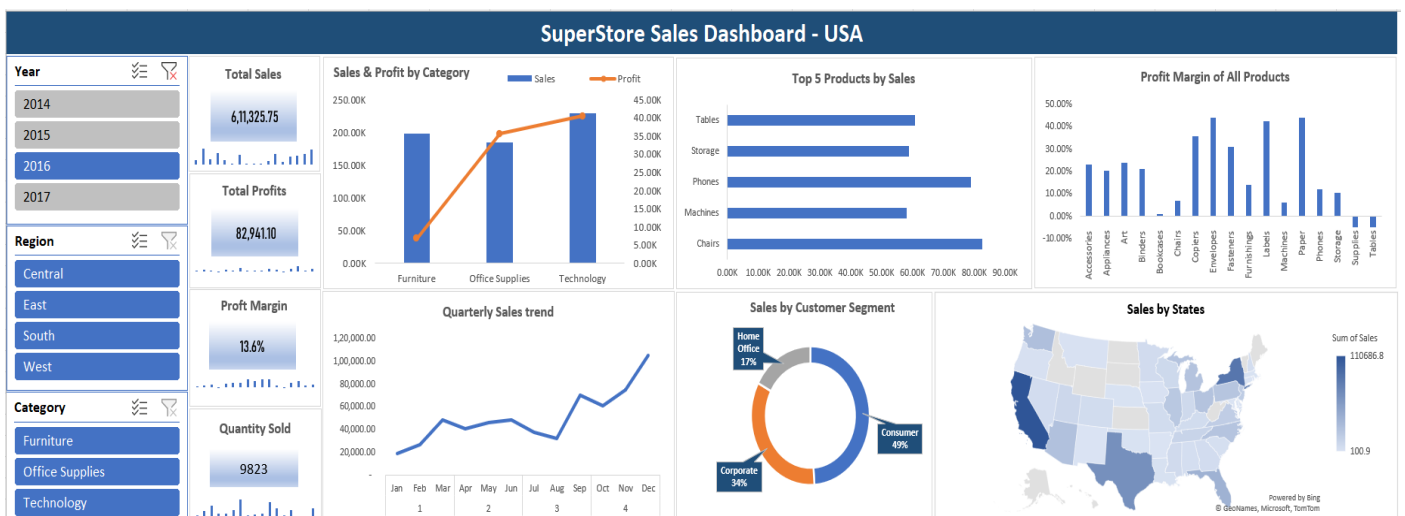 SuperStore Sales Dashboard - USA
Year
2014
2015
2016
2017
Region
Central
East
South
West
Category
Furniture
Office Supplies
Technology
Total Sales
6,11,325.75
Total Profits
82,941.10
Proft Margin
13.6%
Quantity Sold
9823
Sales & Profit by Category
Sales
Profit
250.00K
200.00K
150.00K
100.00K
50.00K
0.00K
45.00K
40.00K
35.00K
30.00K
25.00K
20.00K
15.00K
10.00K
5.00K
0.00K
Furniture
Office Supplies
Technology
Top 5 Products by Sales
Tables
Storage
Phones
Machines
Chairs
0.00K 10.00K 20.00K 30.00K 40.00K 50.00K 60.00K 70.00K 80.00K 90.00K
Profit Margin of All Products
50.00%
40.00%
30.00%
20.00%
10.00%
0.00%
-10.00%
Accessories
Appliances
Art
Binders
Bookcases
Chairs
Copiers
Envelopes
Fasteners
Furnishings
Labels
Machines
Paper
Phones
Storage
Supplies
Tables
Quarterly Sales trend
120,000.00
1,00,000.00
80,000.00
60,000.00
40,000.00
20,000.00
-
Jan Feb Mar Apr May Jun Jul Aug Sep Oct Nov Dec
1 2 3 4
Sales by Customer Segment
Home
Office
17%
Consumer
49%
Corporate
34%
Sales by States
Sum of Sales
110686.8
100.9
Powered by Bing
© GeoNames, Microsoft, TomTom